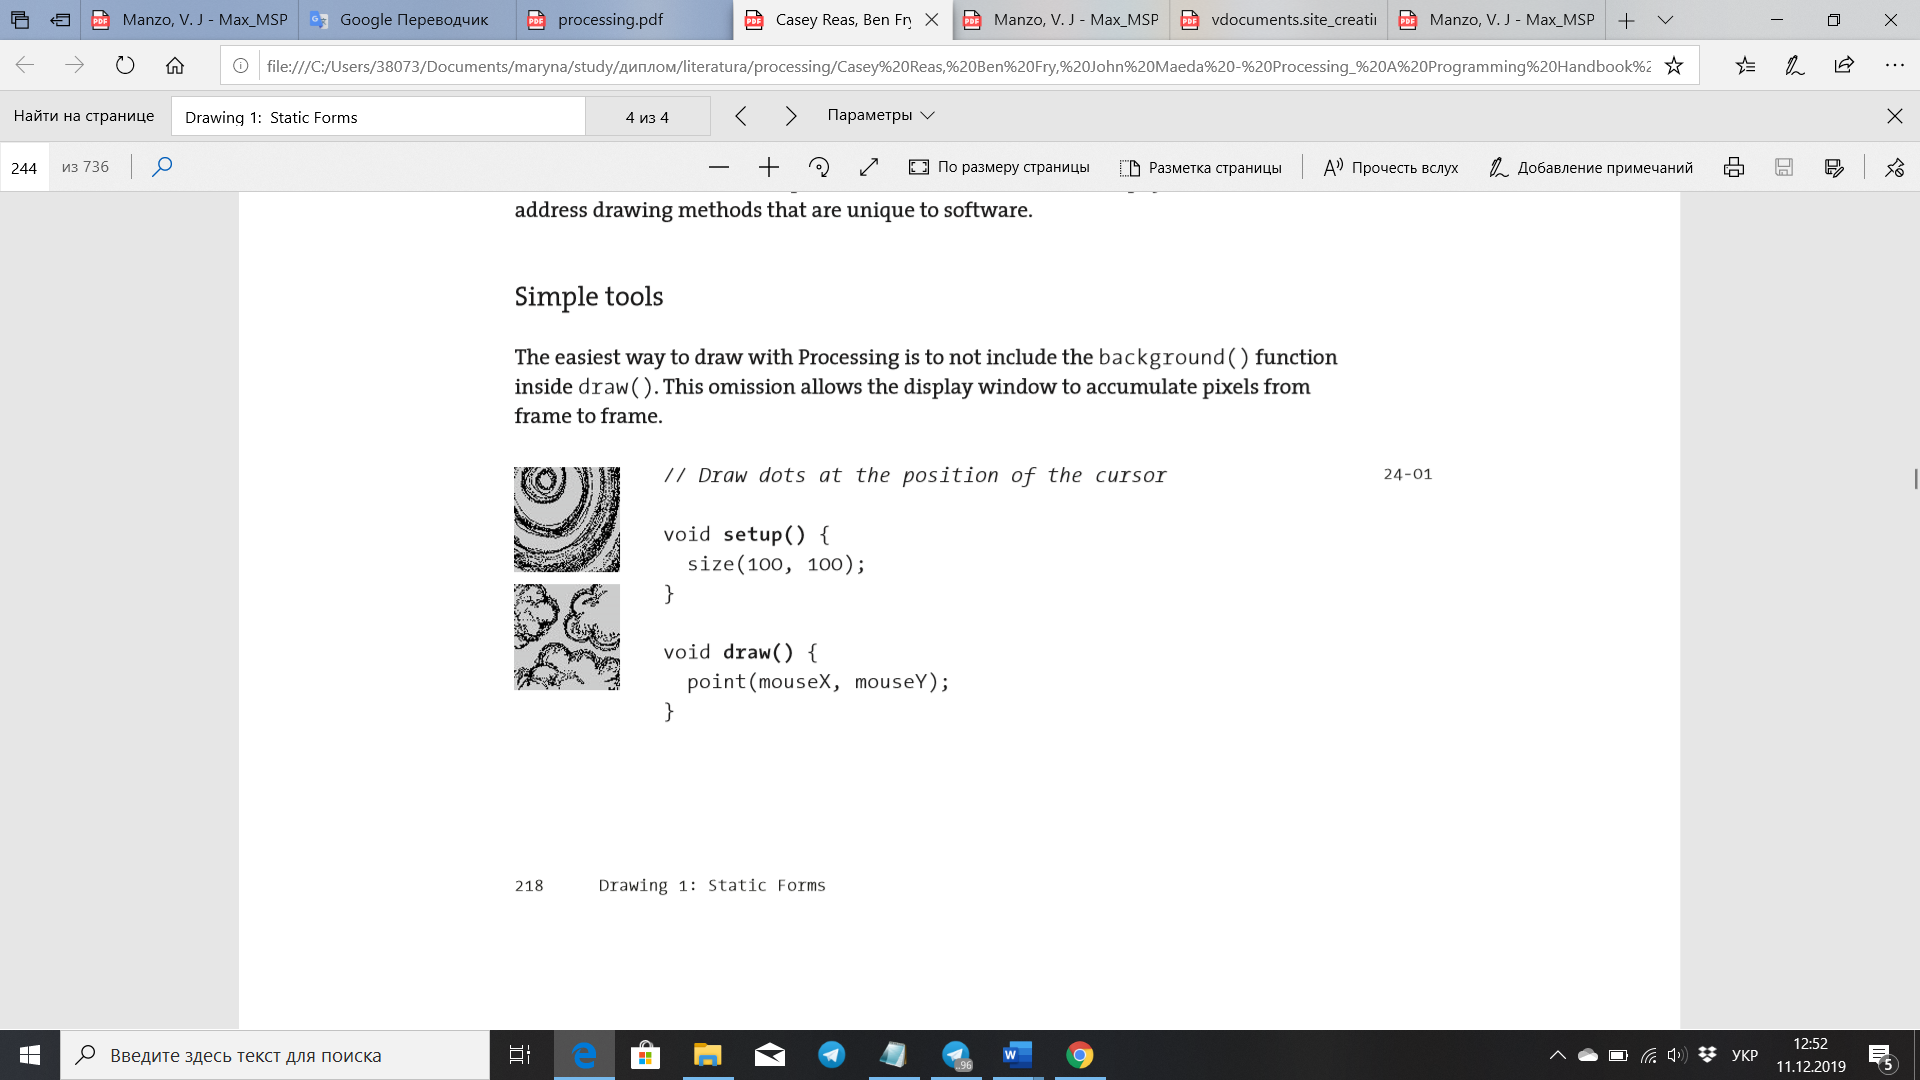 Manzo, V. J - Max_MSP
Google Переводчик
processing.pdf
Casey Reas, Ben Fry
Manzo, V. J - Max_MSP
vdocuments.site_creatin
Manzo, V. J - Max_MSP
file:///C:/Users/38073/Documents/maryna/study/диплом/literatura/processing/Casey%20Reas,%20Ben%20Fry,%20John%20Maeda%20-%20Processing_%20A%20Programming%20Handbook%2
Найти на странице
Drawing 1:  Static Forms
4 из 4
Параметры
244
из 736
По размеру страницы
Разметка страницы
Прочесть вслух
Добавление примечаний
address drawing methods that are unique to software.
Simple tools
The easiest way to draw with Processing is to not include the background() function
inside draw(). This omission allows the display window to accumulate pixels from
frame to frame.
// Draw dots at the position of the cursor
24-01
void setup() {
size(100, 100);
}
void draw() {
point(mouseX, mouseY);
}
218 Drawing 1: Static Forms
Введите здесь текст для поиска
..96
УКР
12:52
11.12.2019
5